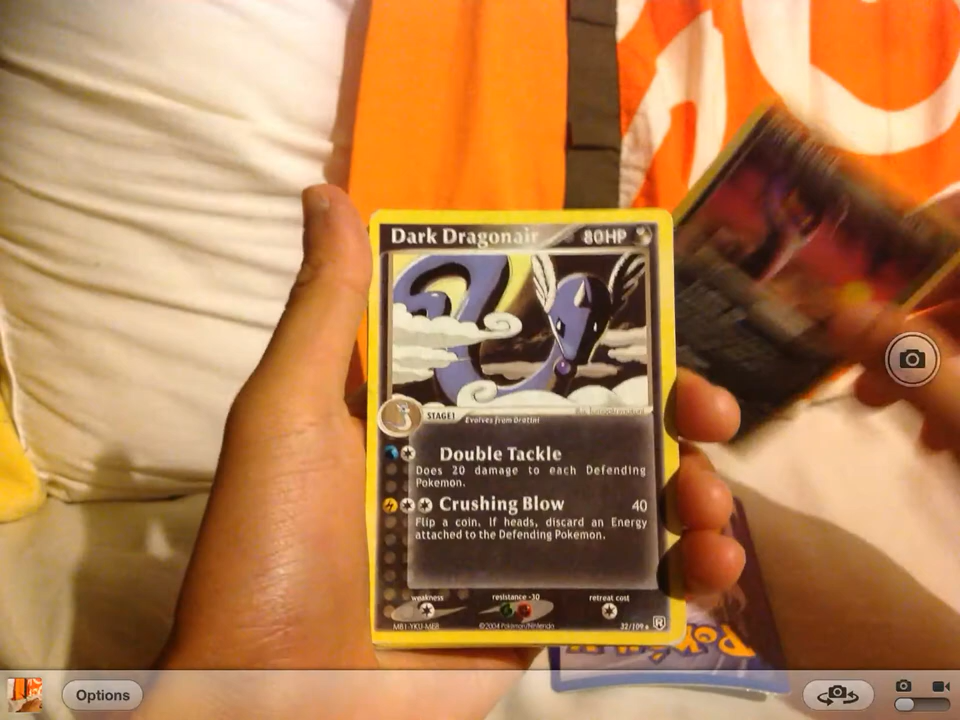 Dark Dragonair 80HP
STAGE1 Evolves from Dratini
Double Tackle
Does 20 damage to each Defending
Pokemon.
Crushing Blow 40
Flip a coin. If heads, discard an Energy
attached to the Defending Pokemon.
weakness resistance -30 retreat cost
©2004 Pokémon/Nintendo 32/109
R
POKéMON
Options